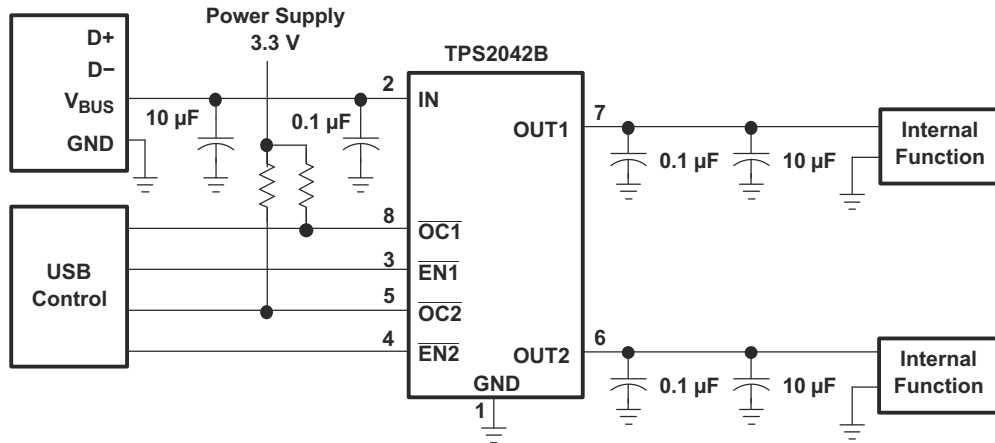 Power Supply
3.3 V
TPS2042B
D+
D−
VBUS
GND
10 µF
0.1 µF
2
IN
7
OUT1
0.1 µF
10 µF
Internal
Function
USB
Control
8
OC1
3
EN1
5
OC2
4
EN2
6
OUT2
0.1 µF
10 µF
Internal
Function
GND
1